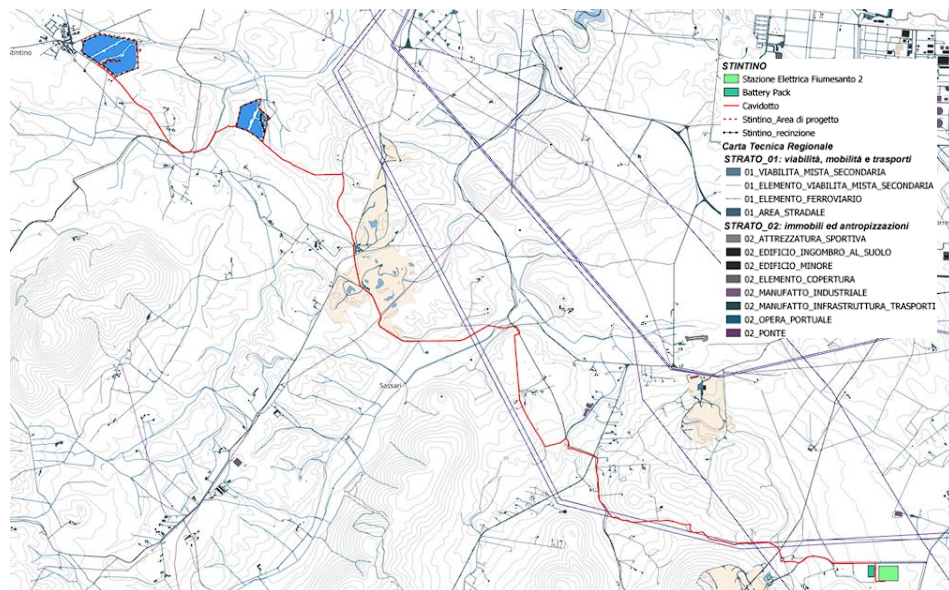 STINTINO
Stazione Elettrica Fiumesanto 2
Battery Pack
Cavidotto
Stintino_Area di progetto
Stintino_recinzione
Carta Tecnica Regionale
STRATO_01: viabilità, mobilità e trasporti
01_VIABILITA_MISTA_SECONDARIA
01_ELEMENTO_VIABILITA_MISTA_SECONDARIA
01_ELEMENTO_FERROVIARIO
01_AREA_STRADALE
STRATO_02: immobili ed antropizzazioni
02_ATTREZZATURA_SPORTIVA
02_EDIFICIO_INGOMBRO_AL_SUOLO
02_EDIFICIO_MINORE
02_ELEMENTO_COPERTURA
02_MANUFATTO_INDUSTRIALE
02_MANUFATTO_INFRASTRUTTURA_TRASPORTI
02_OPERA_PORTUALE
02_PONTE
Sassari